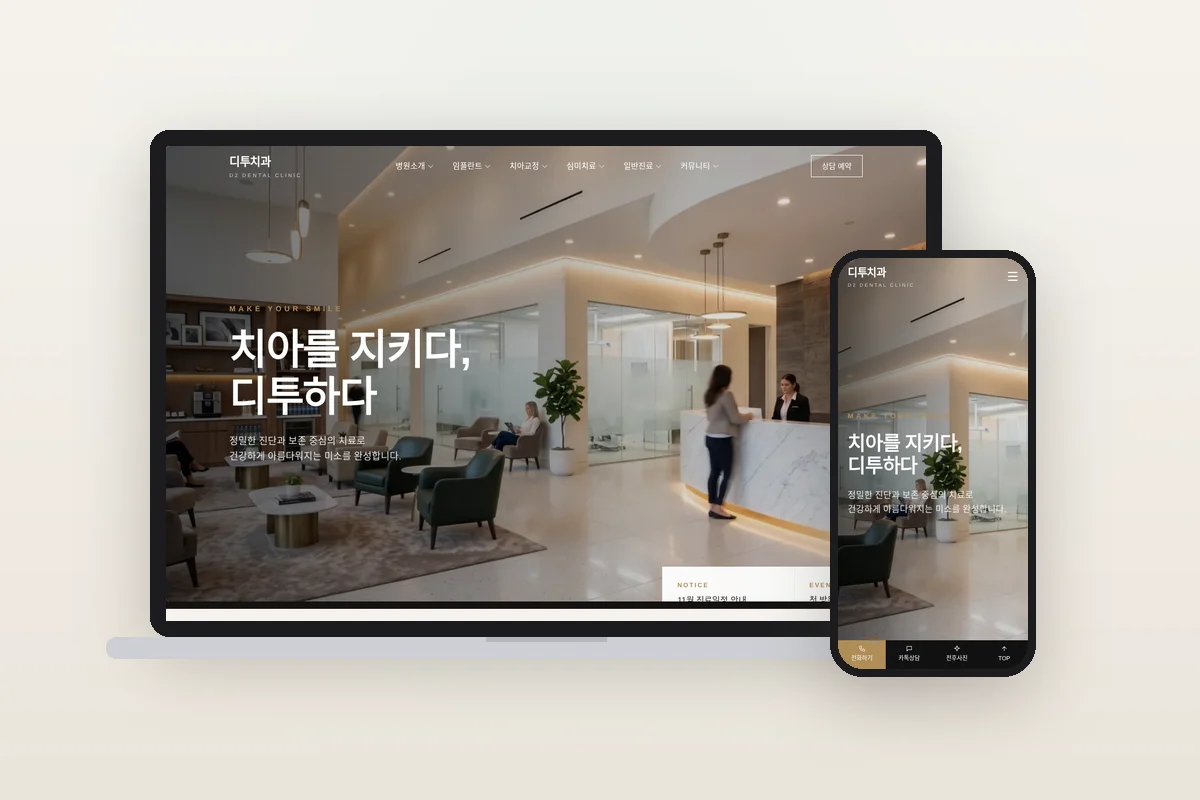 디투치과
D2 DENTAL CLINIC
병원소개
임플란트
치아교정
심미치료
일반진료
커뮤니티
상담 예약
MAKE YOUR SMILE
치아를 지키다,
디투하다
정밀한 진단과 보존 중심의 치료로
건강하게 아름다워지는 미소를 완성합니다.
NOTICE
11월 진료일정 안내
디투치과
D2 DENTAL CLINIC
MAKE YOUR SMILE
치아를 지키다,
디투하다
정밀한 진단과 보존 중심의 치료로
건강하게 아름다워지는 미소를 완성합니다.
전화하기
카톡상담
전후사진
TOP